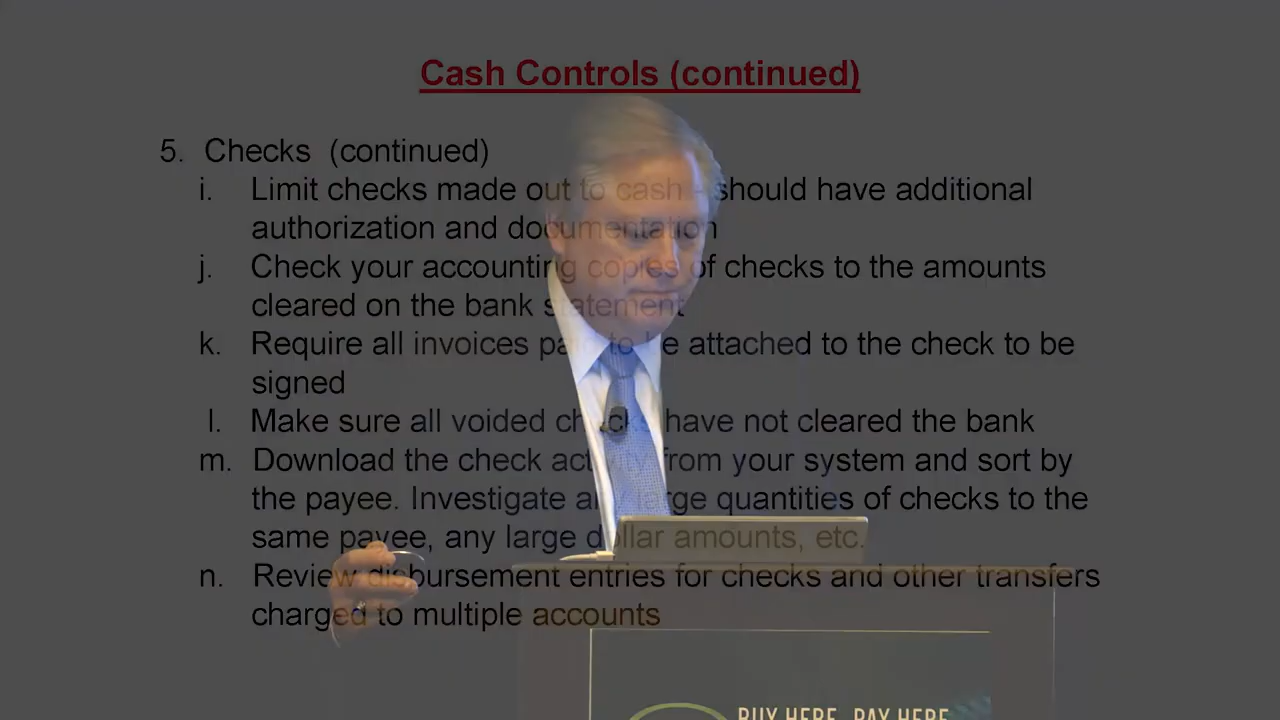 Cash Controls (continued)
5. Checks (continued)
i. Limit checks made out to cash - should have additional
authorization and documentation
j. Check your accounting copies of checks to the amounts
cleared on the bank statement
k. Require all invoices paid to be attached to the check to be
signed
l. Make sure all voided checks have not cleared the bank
m. Download the check activity from your system and sort by
the payee. Investigate any large quantities of checks to the
same payee, any large dollar amounts, etc.
n. Review disbursement entries for checks and other transfers
charged to multiple accounts
BUY HERE, PAY HERE